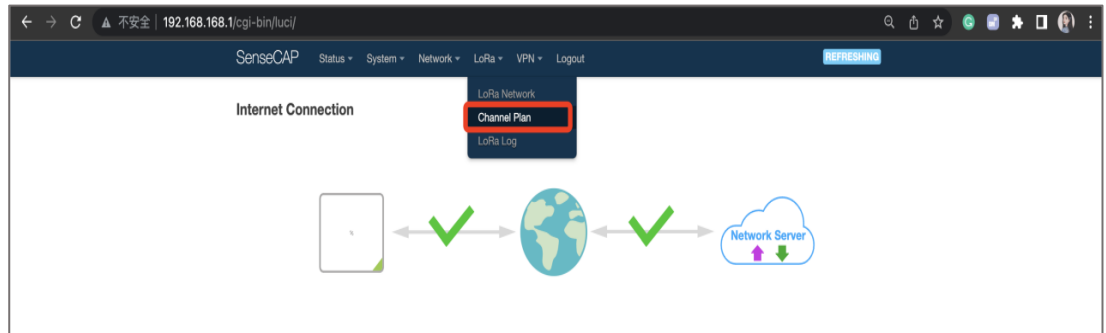 不安全 | 192.168.168.1/cgi-bin/luci/
SenseCAP Status System Network LoRa VPN Logout REFRESHING
LoRa Network
Internet Connection
Channel Plan
LoRa Log
Network Server